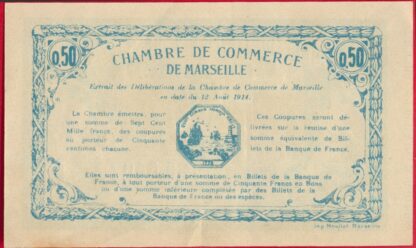 0,50
CHAMBRE DE COMMERCE
0,50
DE MARSEILLE
Extrait des Délibérations de la Chambre de Commerce de Marseille
en date du 12 Août 1914.
La Chambre émettra, pour
une somme de Sept Cent
Mille francs, des coupures
au porteur de Cinquante
centimes chacune.
Ces Coupures seront dé-
livrées sur la remise d'une
somme équivalente de Bil-
lets de la Banque de France.
Elles sont remboursables, à présentation, en Billets de la Banque de
France, à tout porteur d'une somme de Cinquante Francs en Bons
ou d'une somme inférieure complétée par des Billets de la
Banque de France ou des espèces.
Imp. Moullot Marseille